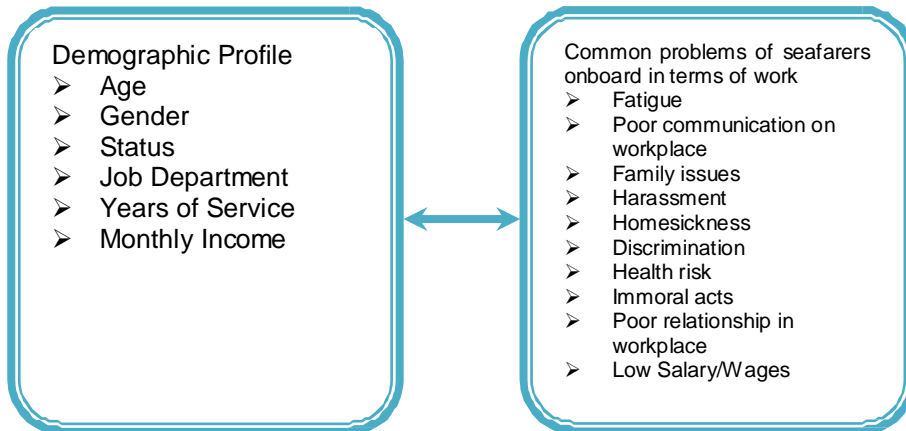 Demographic Profile
➢ Age
➢ Gender
➢ Status
➢ Job Department
➢ Years of Service
➢ Monthly Income
Common problems of seafarers
onboard in terms of work
➢ Fatigue
➢ Poor communication on
workplace
➢ Family issues
➢ Harassment
➢ Homesickness
➢ Discrimination
➢ Health risk
➢ Immoral acts
➢ Poor relationship in
workplace
➢ Low Salary/Wages